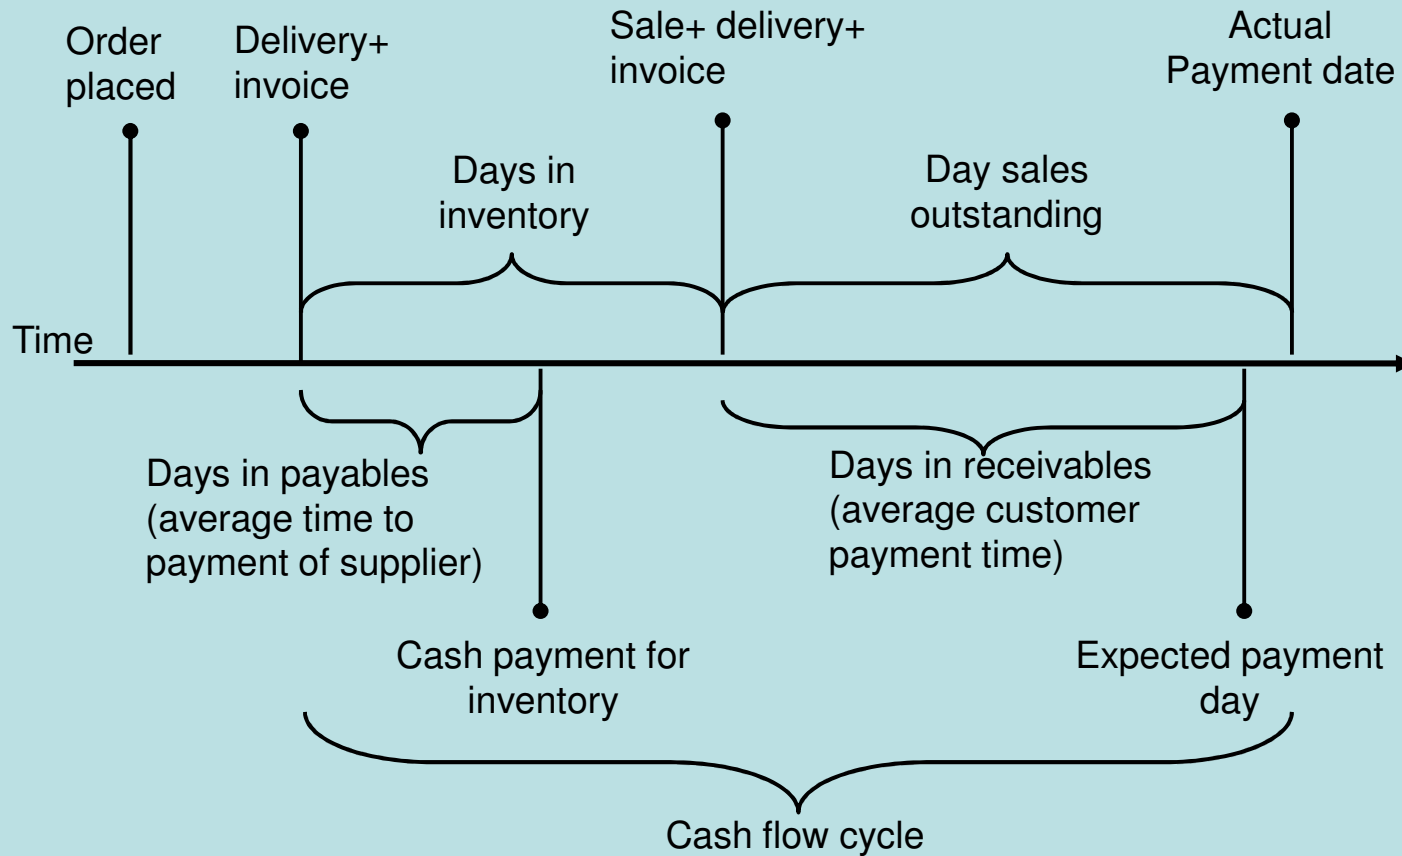 Order
placed
Delivery+
invoice
Sale+ delivery+
invoice
Actual
Payment date
Days in
inventory
Day sales
outstanding
Time
Days in payables
(average time to
payment of supplier)
Days in receivables
(average customer
payment time)
Cash payment for
inventory
Expected payment
day
Cash flow cycle